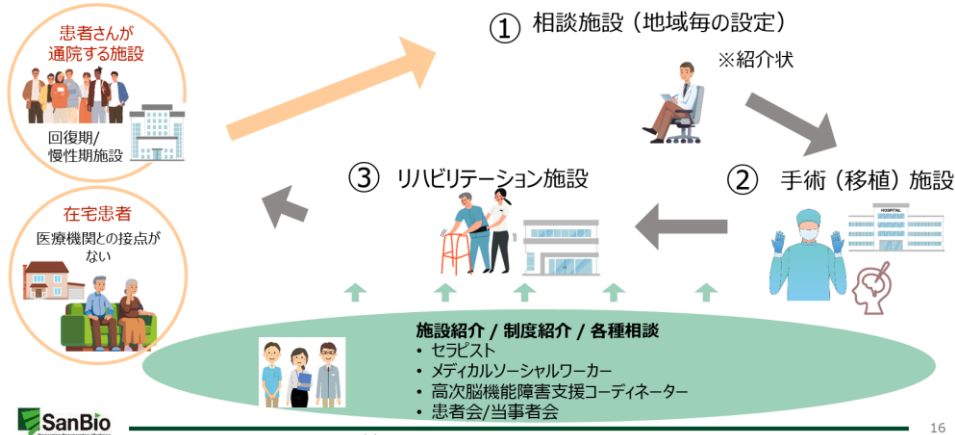 患者さんが
通院する施設
回復期/
慢性期施設
① 相談施設（地域毎の設定）
※紹介状
③ リハビリテーション施設
② 手術（移植）施設
HOSPITAL
在宅患者
医療機関との接点が
ない
施設紹介 / 制度紹介 / 各種相談
• セラピスト
• メディカルソーシャルワーカー
• 高次脳機能障害支援コーディネーター
• 患者会/当事者会
SanBio
16